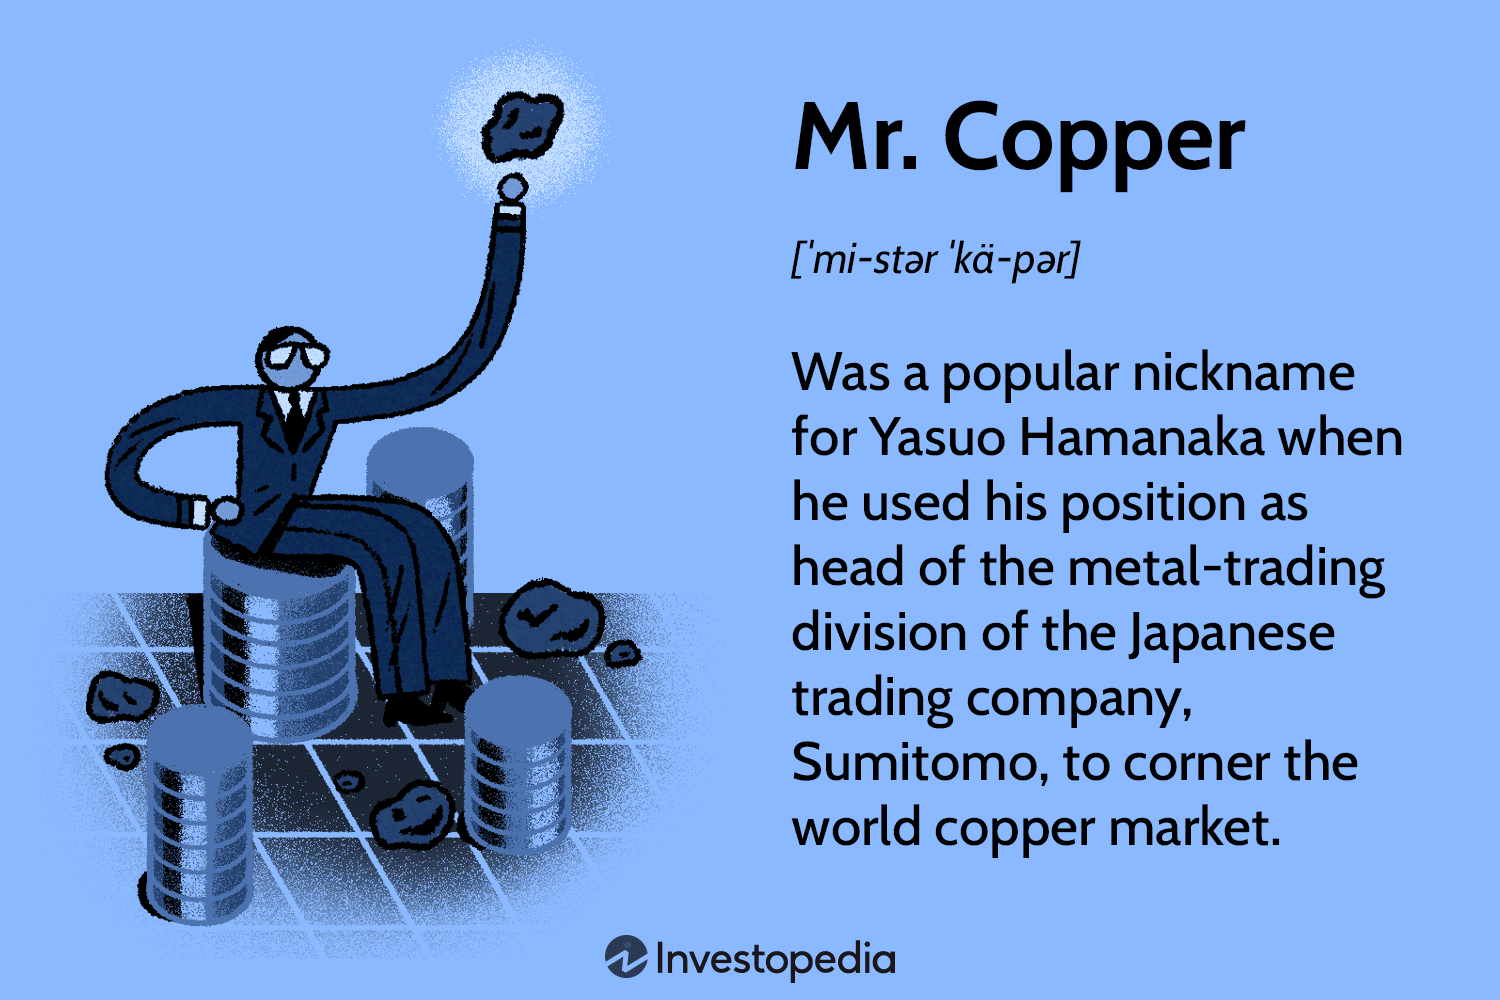 Mr. Copper
[ˈmi-stər ˈkä-pər]
Was a popular nickname
for Yasuo Hamanaka when
he used his position as
head of the metal-trading
division of the Japanese
trading company,
Sumitomo, to corner the
world copper market.
Investopedia